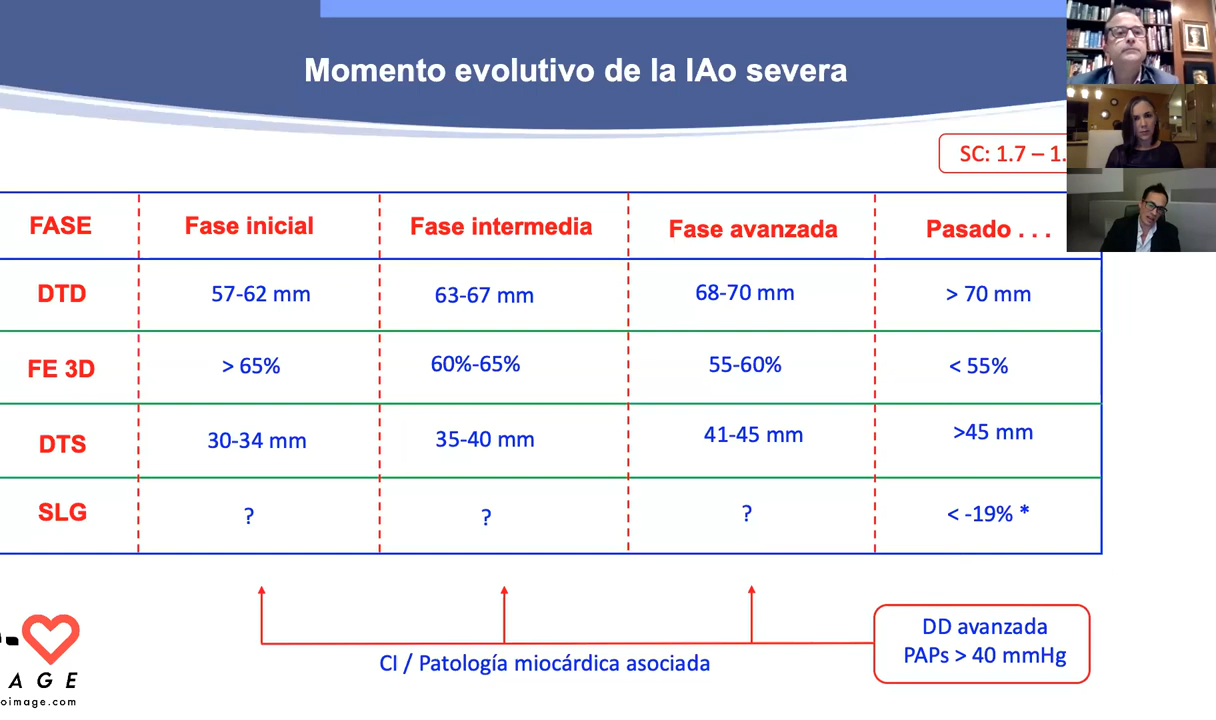 Momento evolutivo de la IAo severa
SC: 1.7 – 1.
FASE Fase inicial Fase intermedia Fase avanzada Pasado . . .
DTD 57-62 mm 63-67 mm 68-70 mm > 70 mm
FE 3D > 65% 60%-65% 55-60% < 55%
DTS 30-34 mm 35-40 mm 41-45 mm >45 mm
SLG ? ? ? < -19% *
DD avanzada
PAPs > 40 mmHg
CI / Patología miocárdica asociada
AGE
oimage.com